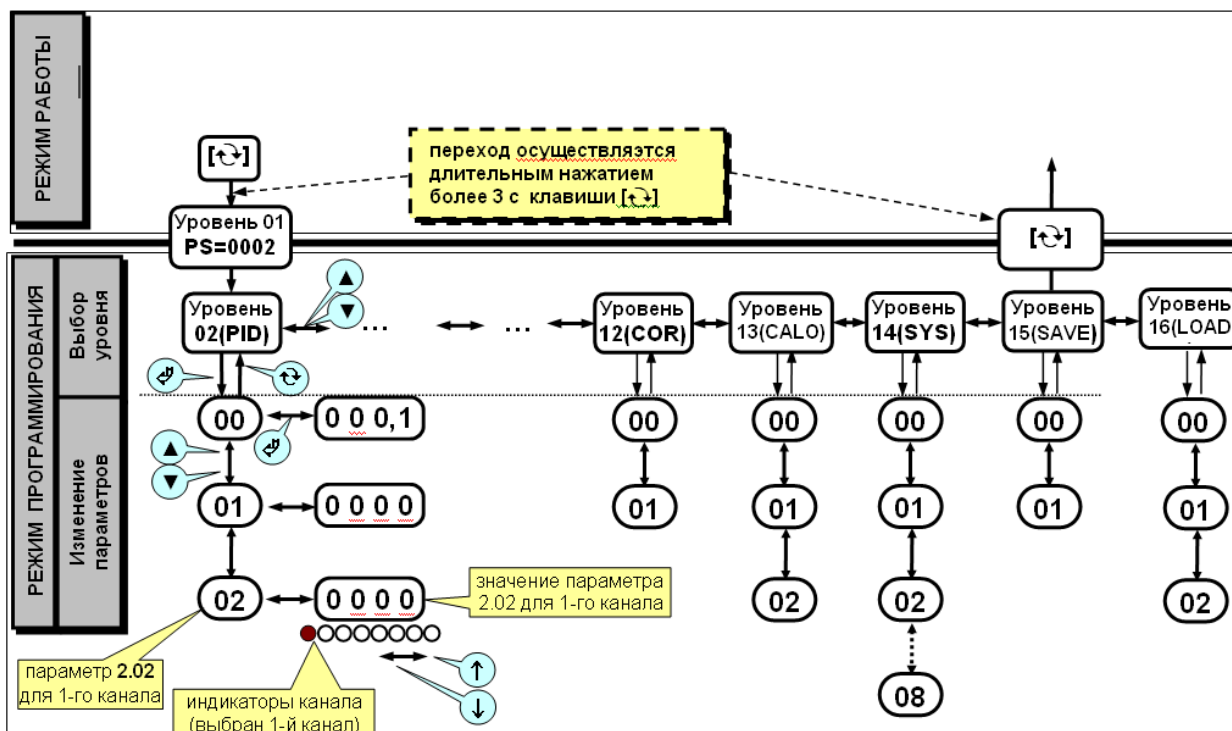 РЕЖИМ РАБОТЫ
[🗘]
переход осуществляэтся
длительным нажатием
более 3 с клавиши [🗘]
Уровень 01
PS=0002
[🗘]
РЕЖИМ ПРОГРАММИРОВАНИЯ
Выбор
уровня
Изменение
параметров
Уровень
02(PID)
▲
▼
...
...
Уровень
12(COR)
Уровень
13(CALO)
Уровень
14(SYS)
Уровень
15(SAVE)
Уровень
16(LOAD
00
0 0 0,1
00
00
00
00
00
▲
▼
01
0 0 0 0
01
01
01
01
01
02
0 0 0 0
значение параметра
2.02 для 1-го канала
02
02
02
параметр 2.02
для 1-го канала
индикаторы канала
(выбран 1-й канал)
↑
↓
08